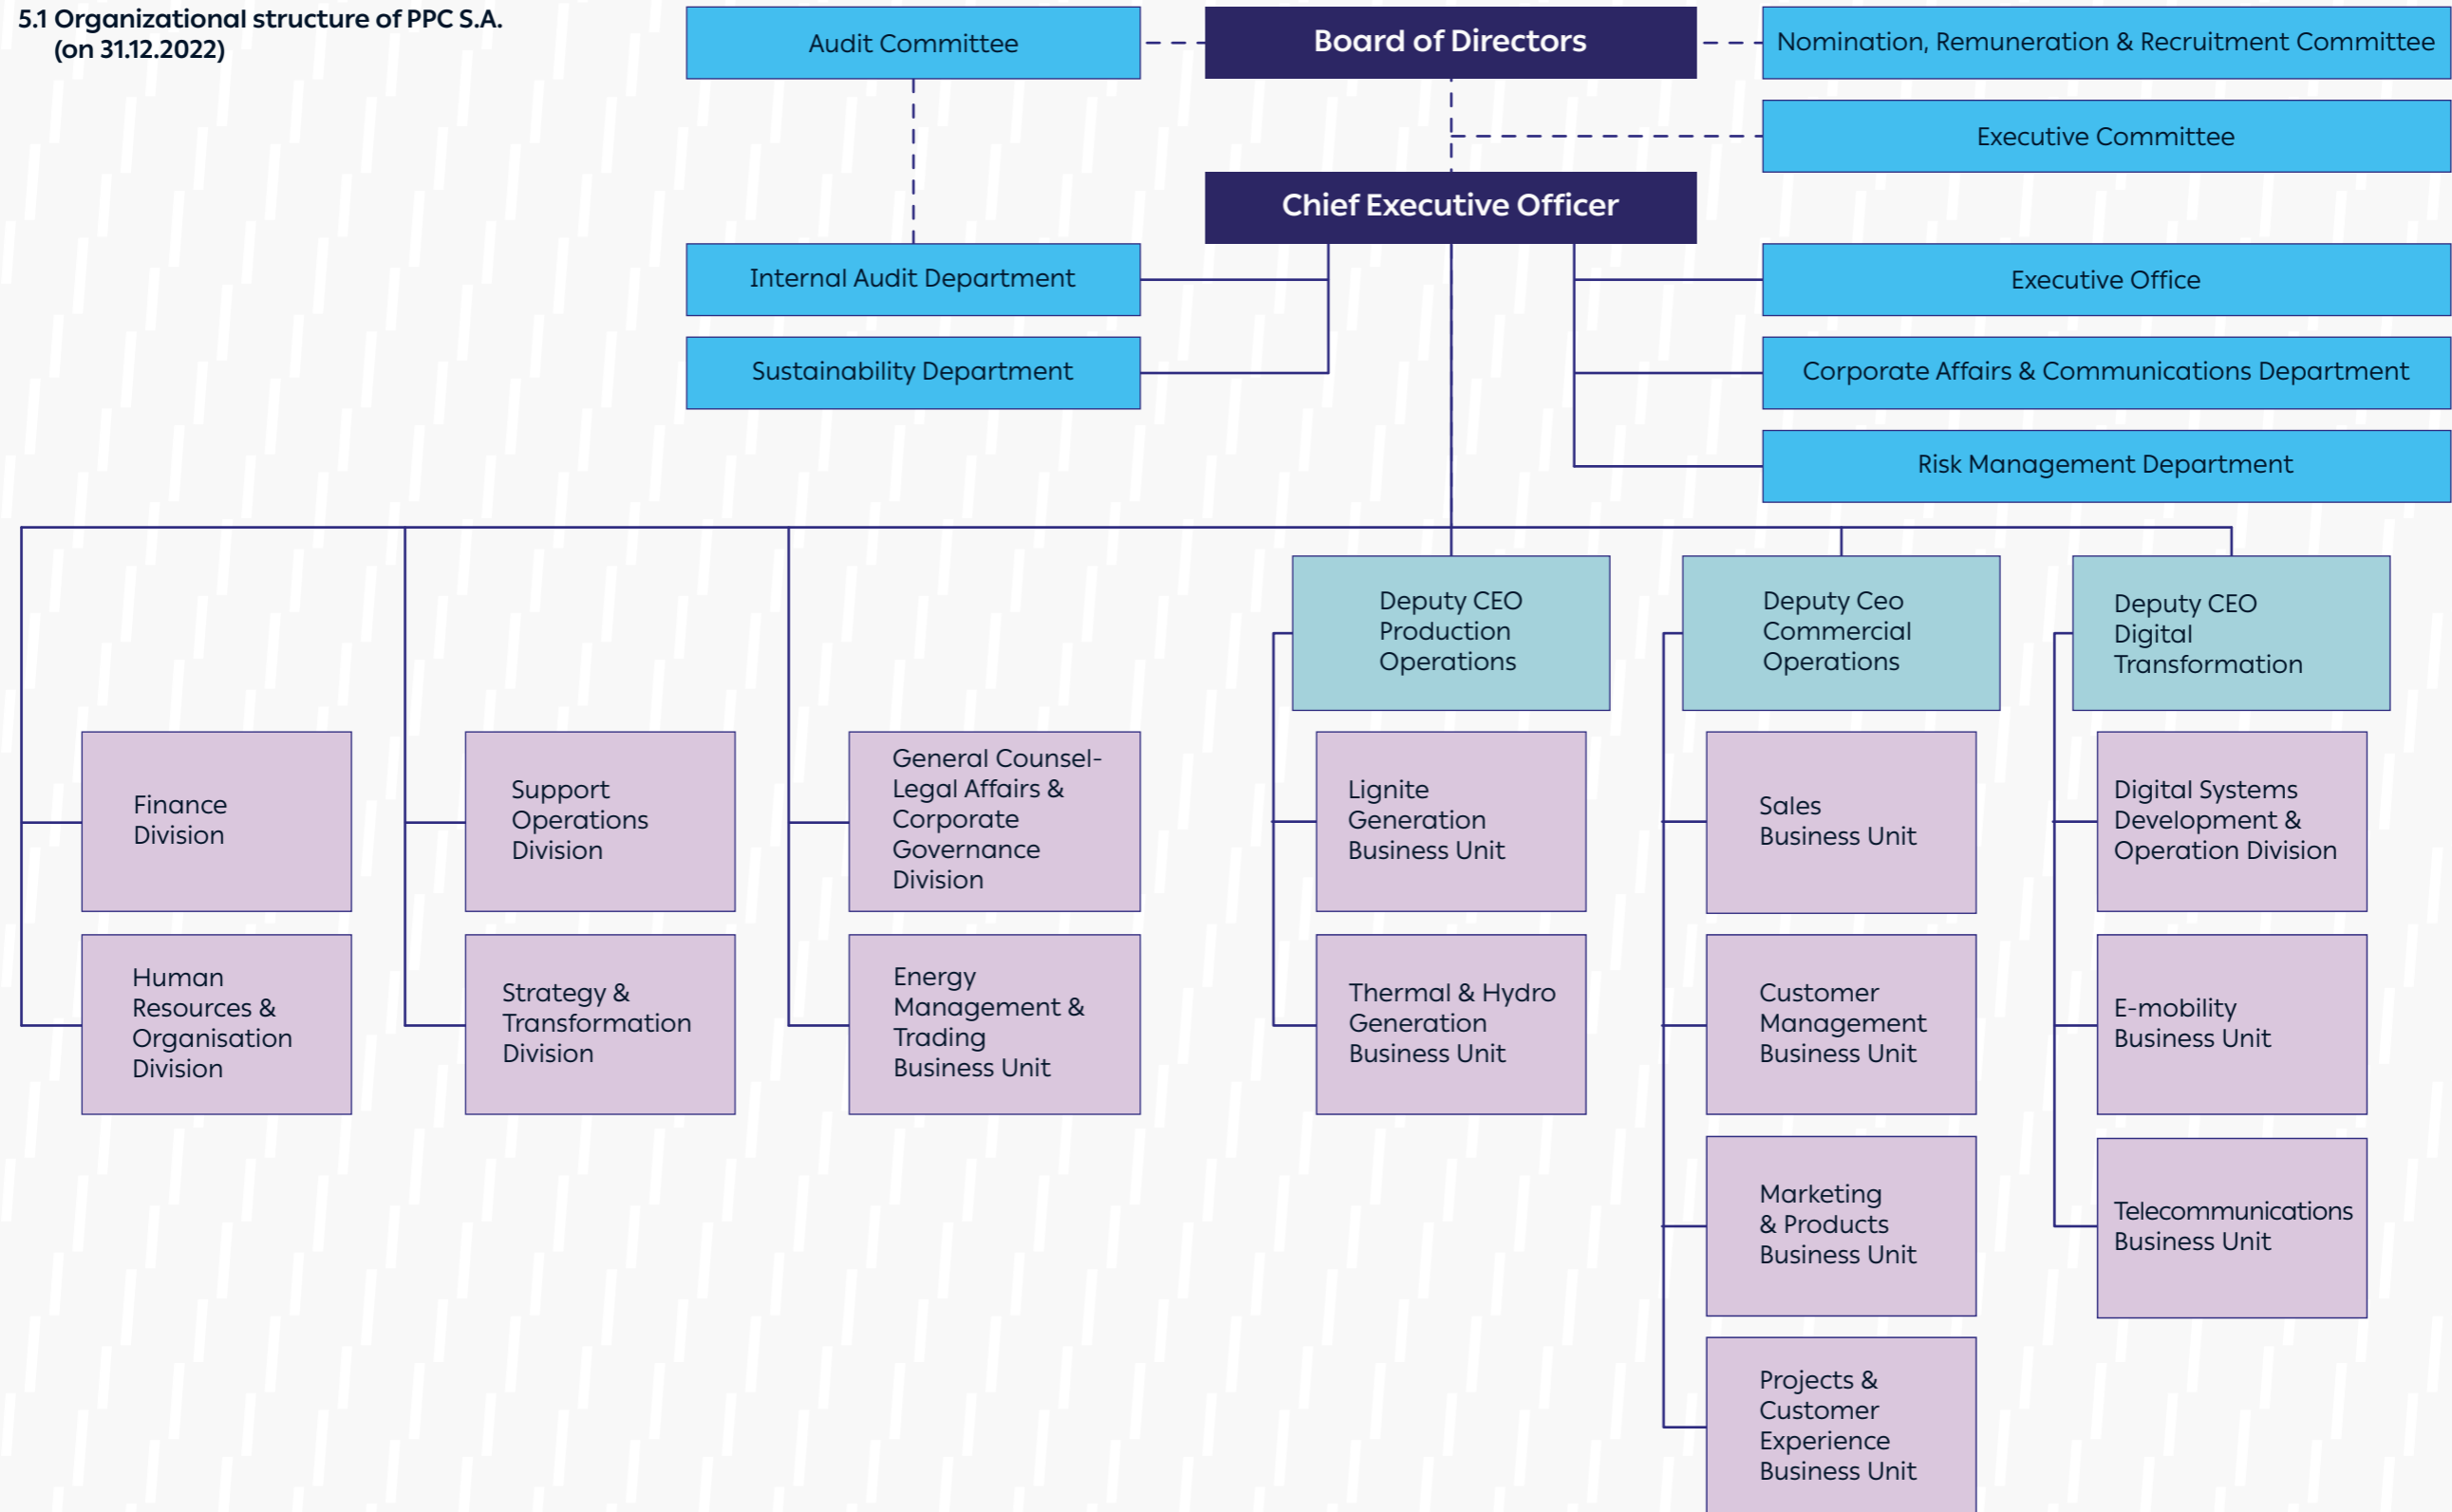 5.1 Organizational structure of PPC S.A.
(on 31.12.2022)
Audit Committee
Board of Directors
Nomination, Remuneration & Recruitment Committee
Executive Committee
Chief Executive Officer
Internal Audit Department
Executive Office
Sustainability Department
Corporate Affairs & Communications Department
Risk Management Department
Deputy CEO
Production
Operations
Deputy Ceo
Commercial
Operations
Deputy CEO
Digital
Transformation
Finance
Division
Support
Operations
Division
General Counsel-
Legal Affairs &
Corporate
Governance
Division
Lignite
Generation
Business Unit
Sales
Business Unit
Digital Systems
Development &
Operation Division
Human
Resources &
Organisation
Division
Strategy &
Transformation
Division
Energy
Management &
Trading
Business Unit
Thermal & Hydro
Generation
Business Unit
Customer
Management
Business Unit
E-mobility
Business Unit
Marketing
& Products
Business Unit
Telecommunications
Business Unit
Projects &
Customer
Experience
Business Unit